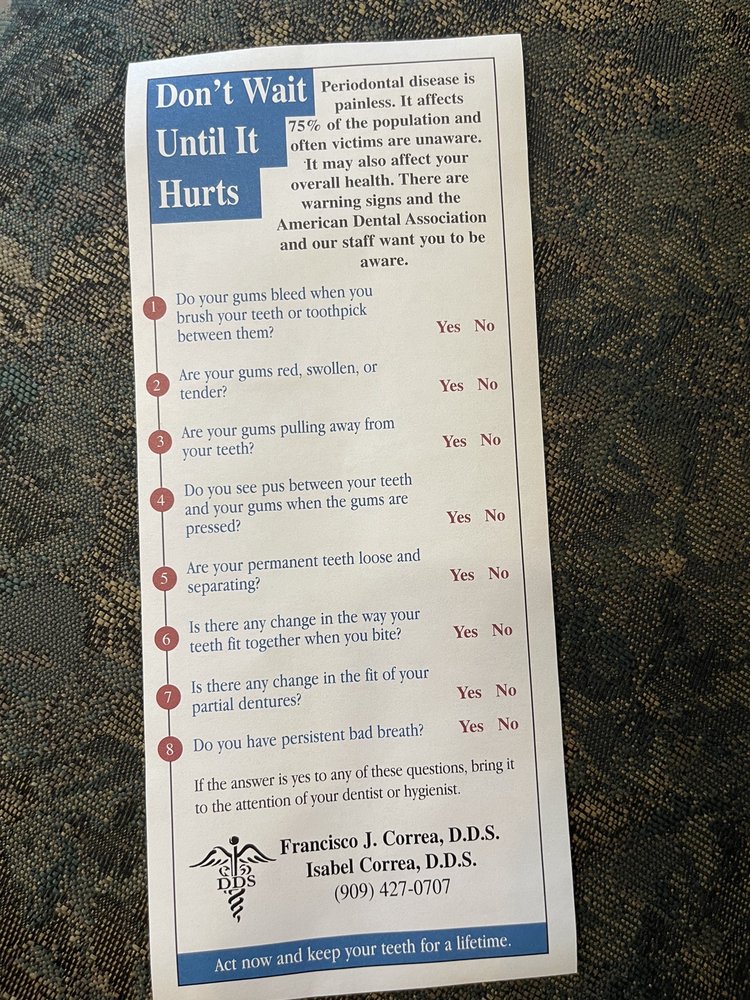 Don't Wait
Until It
Hurts
Periodontal disease is
painless. It affects
75% of the population and
often victims are unaware.
It may also affect your
overall health. There are
warning signs and the
American Dental Association
and our staff want you to be
aware.
1 Do your gums bleed when you
brush your teeth or toothpick
between them? Yes No
2 Are your gums red, swollen, or
tender? Yes No
3 Are your gums pulling away from
your teeth? Yes No
4 Do you see pus between your teeth
and your gums when the gums are
pressed? Yes No
5 Are your permanent teeth loose and
separating? Yes No
6 Is there any change in the way your
teeth fit together when you bite? Yes No
7 Is there any change in the fit of your
partial dentures? Yes No
8 Do you have persistent bad breath? Yes No
If the answer is yes to any of these questions, bring it
to the attention of your dentist or hygienist.
DDS
Francisco J. Correa, D.D.S.
Isabel Correa, D.D.S.
(909) 427-0707
Act now and keep your teeth for a lifetime.